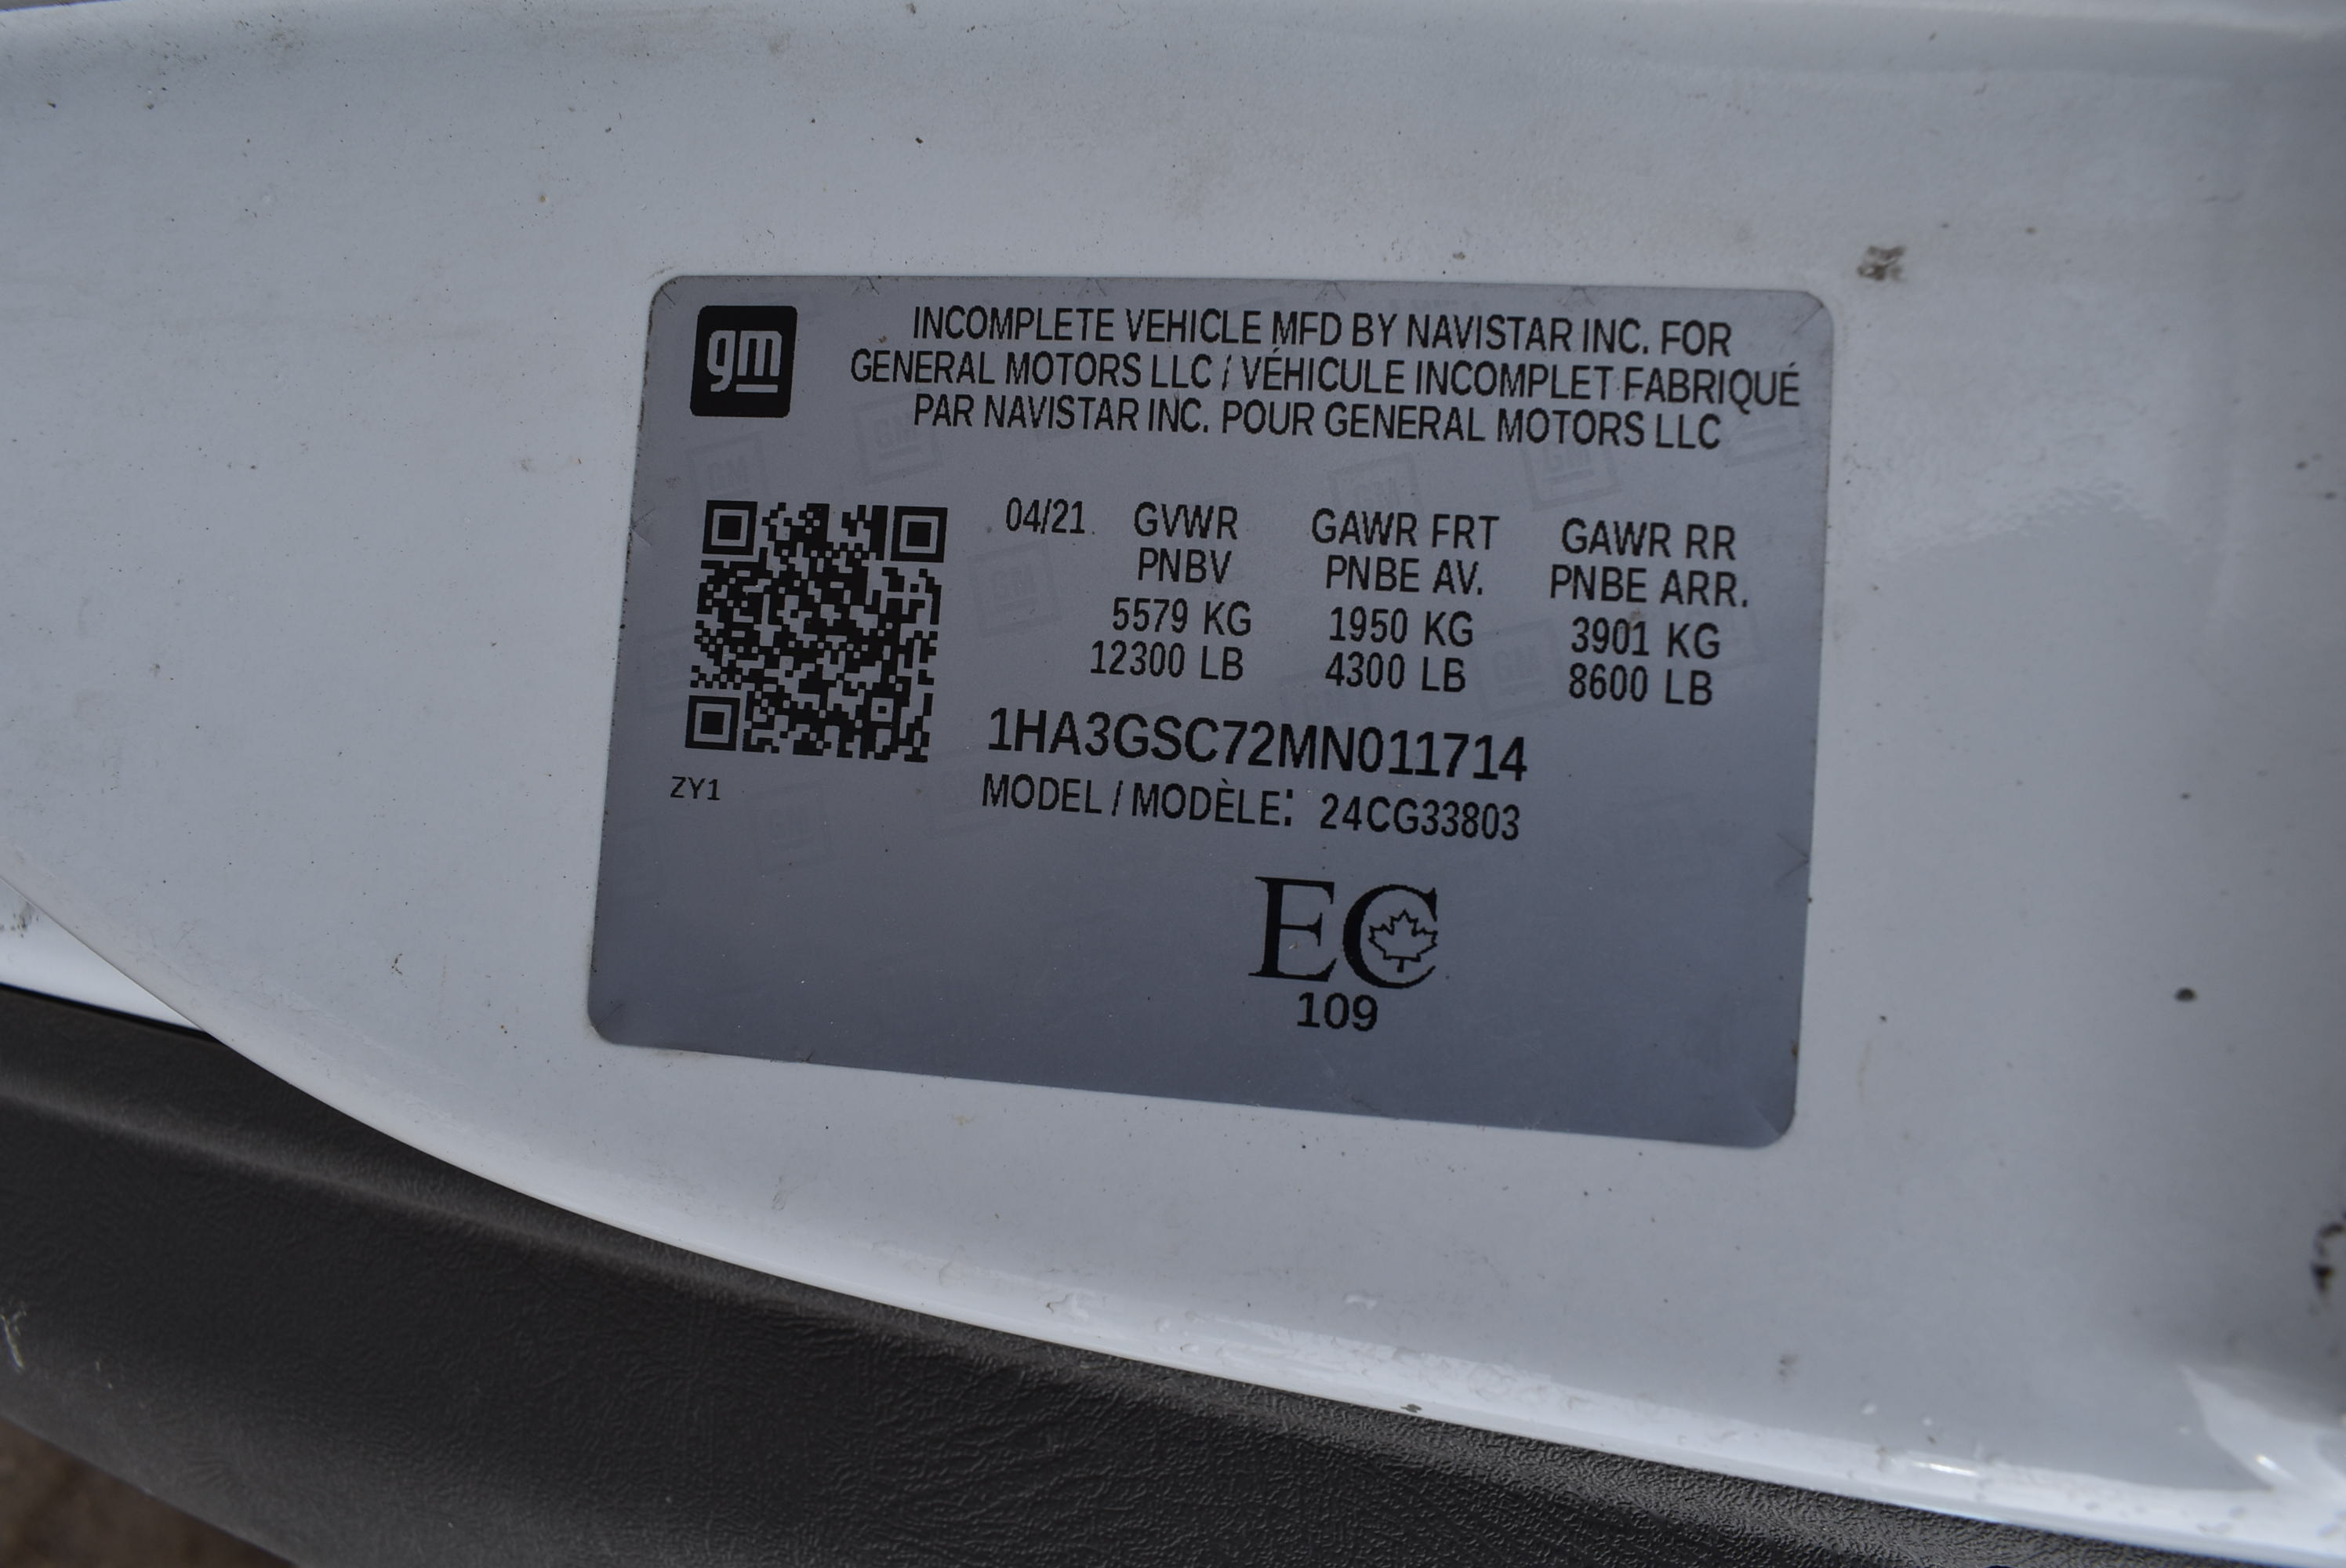 gm
INCOMPLETE VEHICLE MFD BY NAVISTAR INC. FOR
GENERAL MOTORS LLC / VÉHICULE INCOMPLET FABRIQUÉ
PAR NAVISTAR INC. POUR GENERAL MOTORS LLC
04/21 GVWR GAWR FRT GAWR RR
PNBV PNBE AV. PNBE ARR.
5579 KG 1950 KG 3901 KG
12300 LB 4300 LB 8600 LB
1HA3GSC72MN011714
ZY1
MODEL / MODÈLE: 24CG33803
EC
109